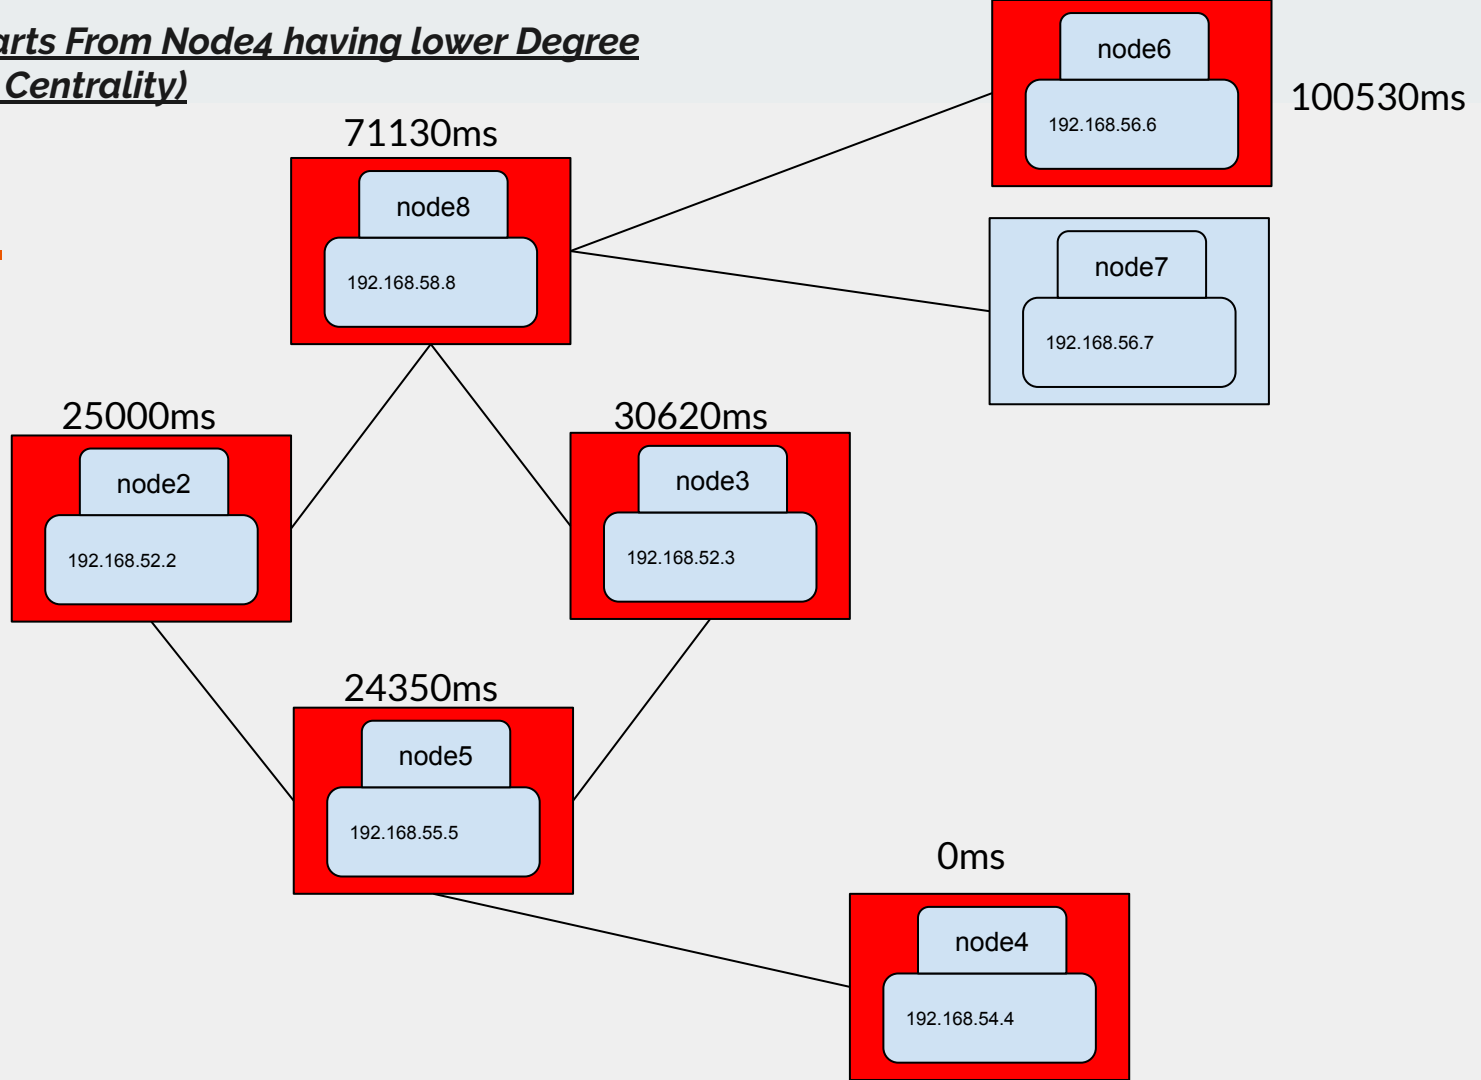 arts From Node4 having lower Degree
Centrality)
node6
192.168.56.6
100530ms
71130ms
node8
192.168.58.8
node7
192.168.56.7
25000ms
node2
192.168.52.2
30620ms
node3
192.168.52.3
24350ms
node5
192.168.55.5
0ms
node4
192.168.54.4